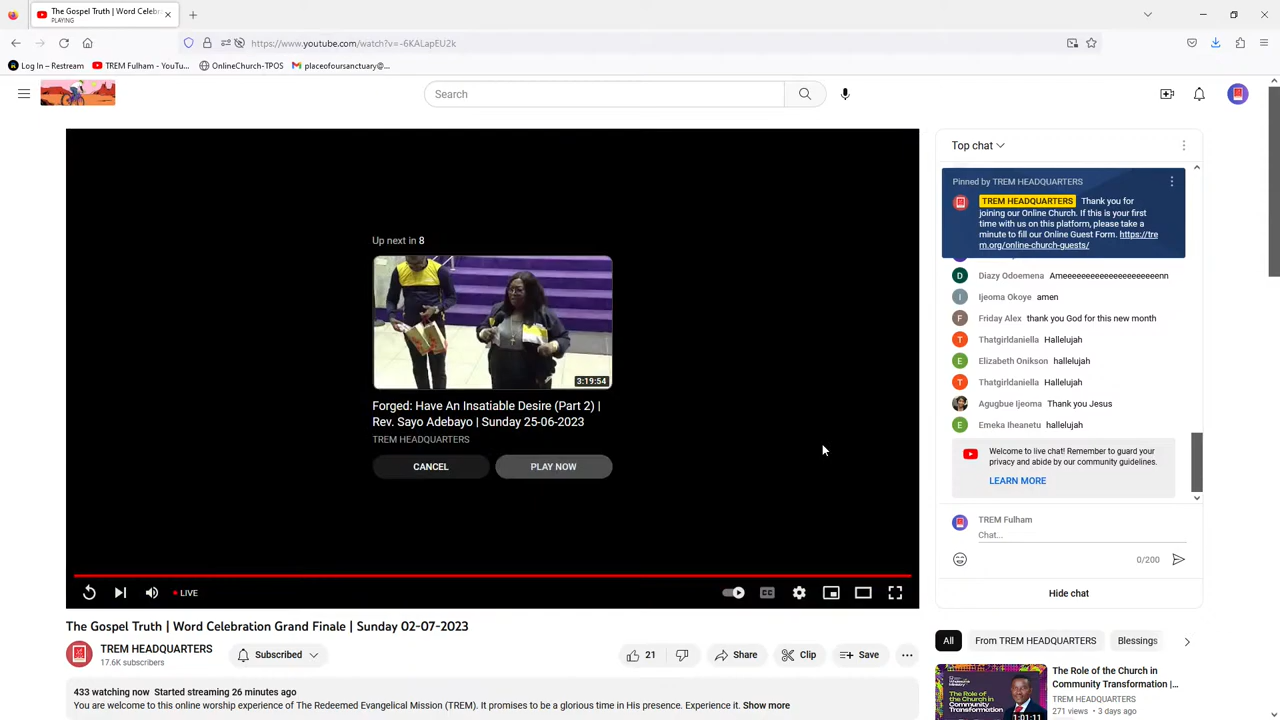 The Gospel Truth | Word Celebra
PLAYING
https://www.youtube.com/watch?v=-6KALapEU2k
Log In – Restream
TREM Fulham - YouTu...
OnlineChurch-TPOS
placeofoursanctuary@...
Search
Up next in 8
3:19:54
Forged: Have An Insatiable Desire (Part 2) |
Rev. Sayo Adebayo | Sunday 25-06-2023
TREM HEADQUARTERS
CANCEL
PLAY NOW
LIVE
The Gospel Truth | Word Celebration Grand Finale | Sunday 02-07-2023
TREM HEADQUARTERS
17.6K subscribers
Subscribed
21
Share
Clip
Save
433 watching now Started streaming 26 minutes ago
You are welcome to this online worship experience of The Redeemed Evangelical Mission (TREM). It promises to be a glorious time in His presence. Experience it. Show more
Top chat
Pinned by TREM HEADQUARTERS
TREM HEADQUARTERS Thank you for
joining our Online Church. If this is your first
time with us on this platform, please take a
minute to fill our Online Guest Form. https://tre
m.org/online-church-guests/
Diazy Odoemena Ameeeeeeeeeeeeeeeeeeeenn
Ijeoma Okoye amen
Friday Alex thank you God for this new month
Thatgirldaniella Hallelujah
Elizabeth Onikson hallelujah
Thatgirldaniella Hallelujah
Agugbue Ijeoma Thank you Jesus
Emeka Iheanetu hallelujah
Welcome to live chat! Remember to guard your
privacy and abide by our community guidelines.
LEARN MORE
TREM Fulham
Chat...
0/200
Hide chat
All
From TREM HEADQUARTERS
Blessings
The Role of the Church in
Community Transformation |...
TREM HEADQUARTERS
271 views • 3 days ago
The Role of
the Church in
Community
Transformation
1:01:11